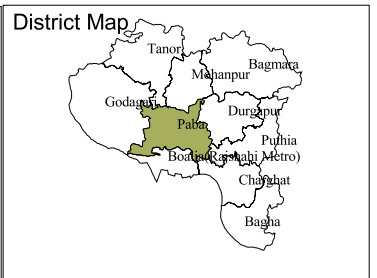 District Map
Tanor
Mohanpur
Bagmara
Godagari
Durgapur
Paba
Puthia
Boalia(Rajshahi Metro)
Charghat
Bagha